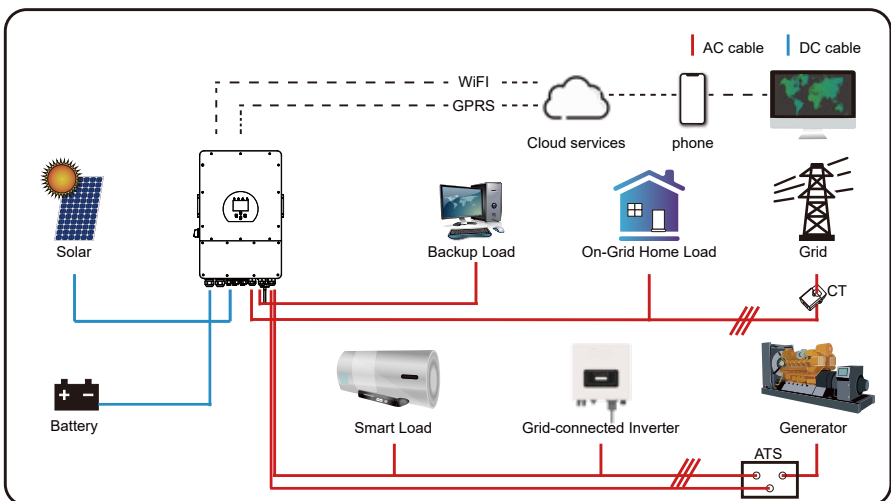 AC cable
DC cable
WiFI
GPRS
Cloud services
phone
Solar
Backup Load
On-Grid Home Load
Grid
CT
Battery
Smart Load
Grid-connected Inverter
Generator
ATS